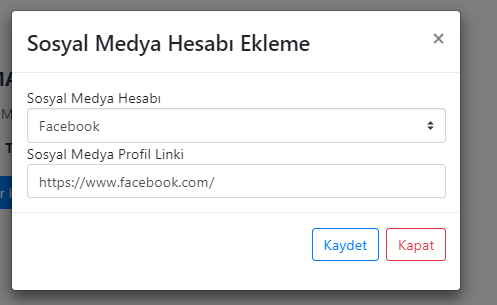 Sosyal Medya Hesabı Ekleme
×
Sosyal Medya Hesabı
Facebook
Sosyal Medya Profil Linki
https://www.facebook.com/
Kaydet
Kapat